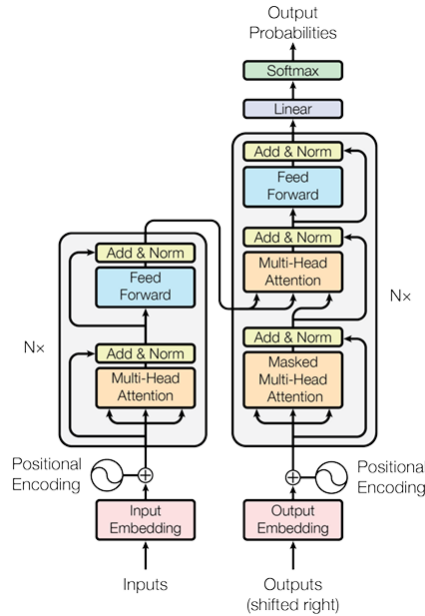 Output
Probabilities
Softmax
Linear
Add & Norm
Feed
Forward
Add & Norm
Multi-Head
Attention
Add & Norm
Masked
Multi-Head
Attention
N×
Add & Norm
Feed
Forward
Add & Norm
Multi-Head
Attention
N×
Positional
Encoding
Positional
Encoding
Input
Embedding
Output
Embedding
Inputs
Outputs
(shifted right)